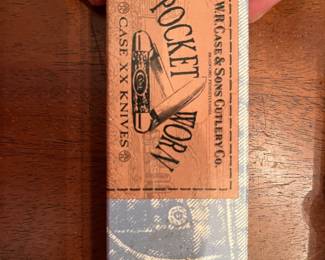 W.R. CASE & SONS CUTLERY CO.
POCKET
WORN
CASE XX KNIVES